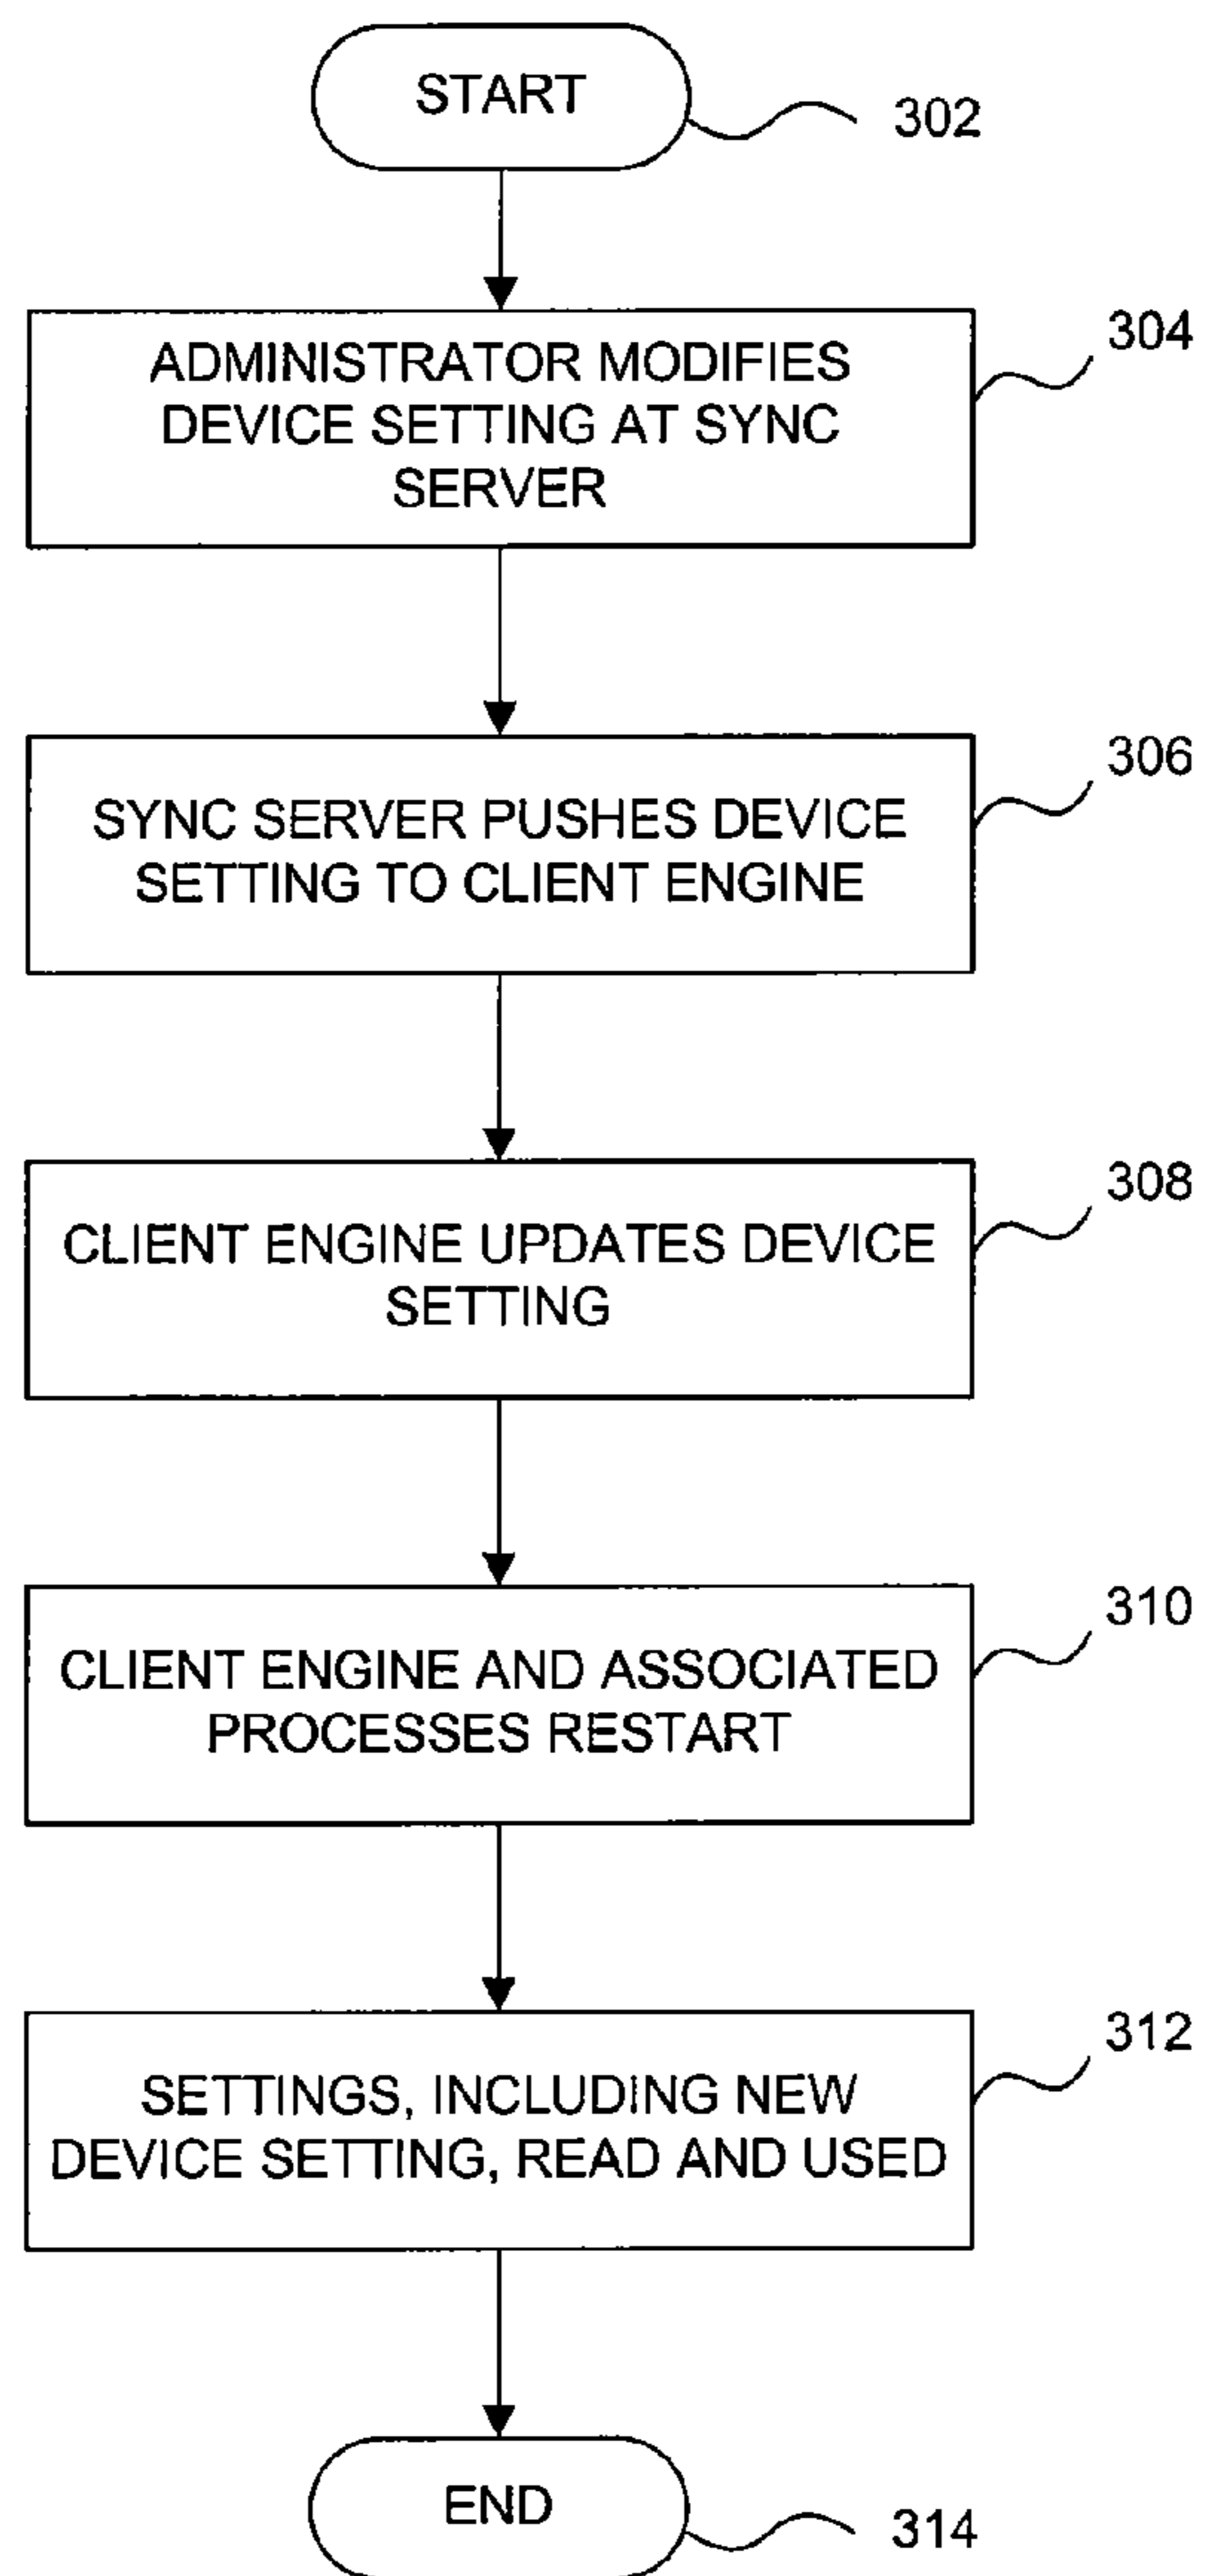 START
302
ADMINISTRATOR MODIFIES
DEVICE SETTING AT SYNC
SERVER
304
SYNC SERVER PUSHES DEVICE
SETTING TO CLIENT ENGINE
306
CLIENT ENGINE UPDATES DEVICE
SETTING
308
CLIENT ENGINE AND ASSOCIATED
PROCESSES RESTART
310
SETTINGS, INCLUDING NEW
DEVICE SETTING, READ AND USED
312
END
314